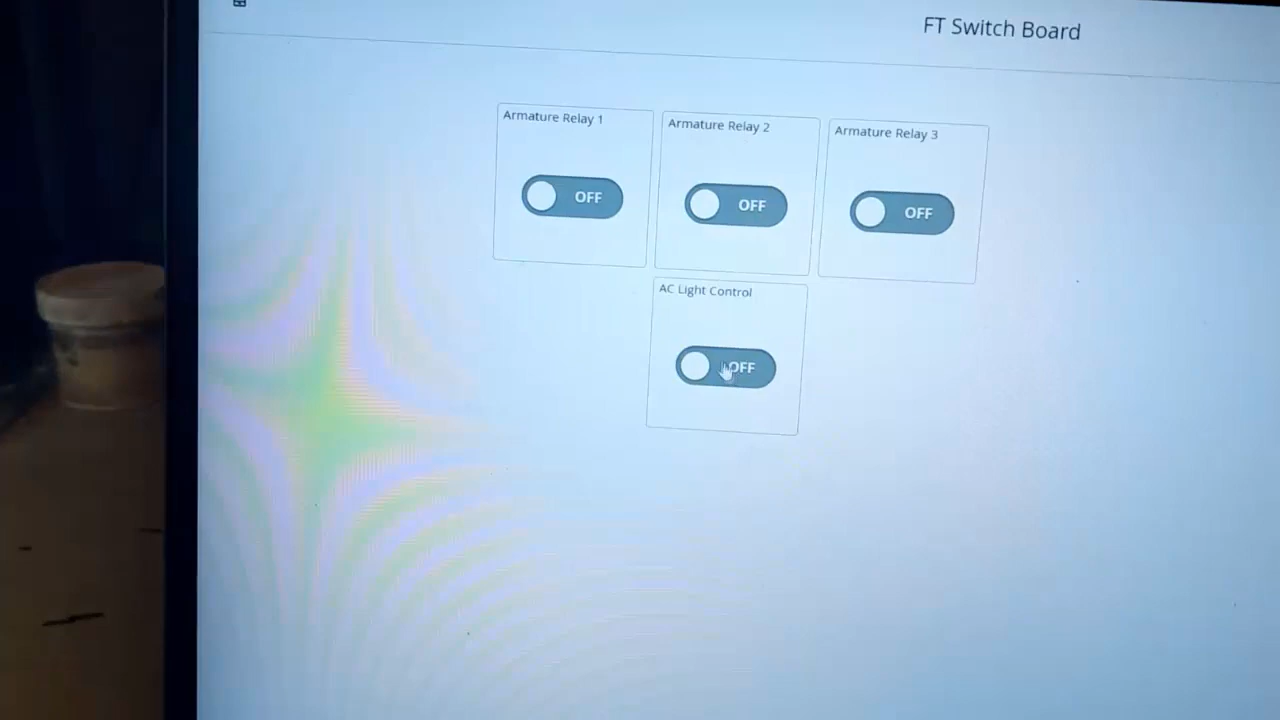 FT Switch Board
Armature Relay 1
Armature Relay 2
Armature Relay 3
OFF
OFF
OFF
AC Light Control
OFF